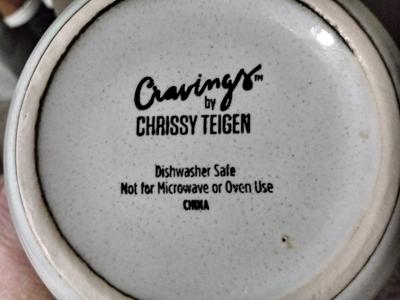 Cravings™
by
CHRISSY TEIGEN
Dishwasher Safe
Not for Microwave or Oven Use
CHINA